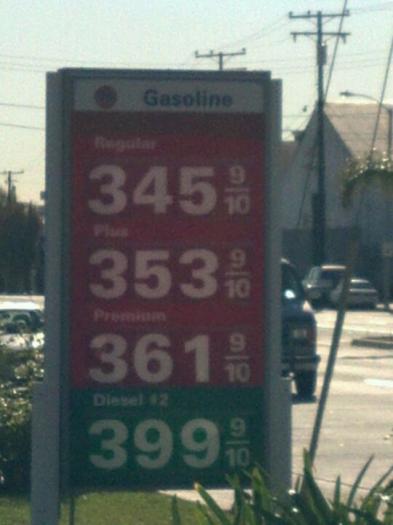 Gasoline
Regular
345 9/10
Plus
353 9/10
Premium
361 9/10
Diesel #2
399 9/10